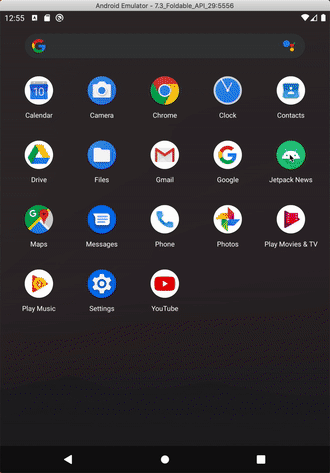 Android Emulator - 7.3_Foldable_API_29:5556
12:55
Calendar Camera Chrome Clock Contacts
Drive Files Gmail Google Jetpack News
Maps Messages Phone Photos Play Movies & TV
Play Music Settings YouTube